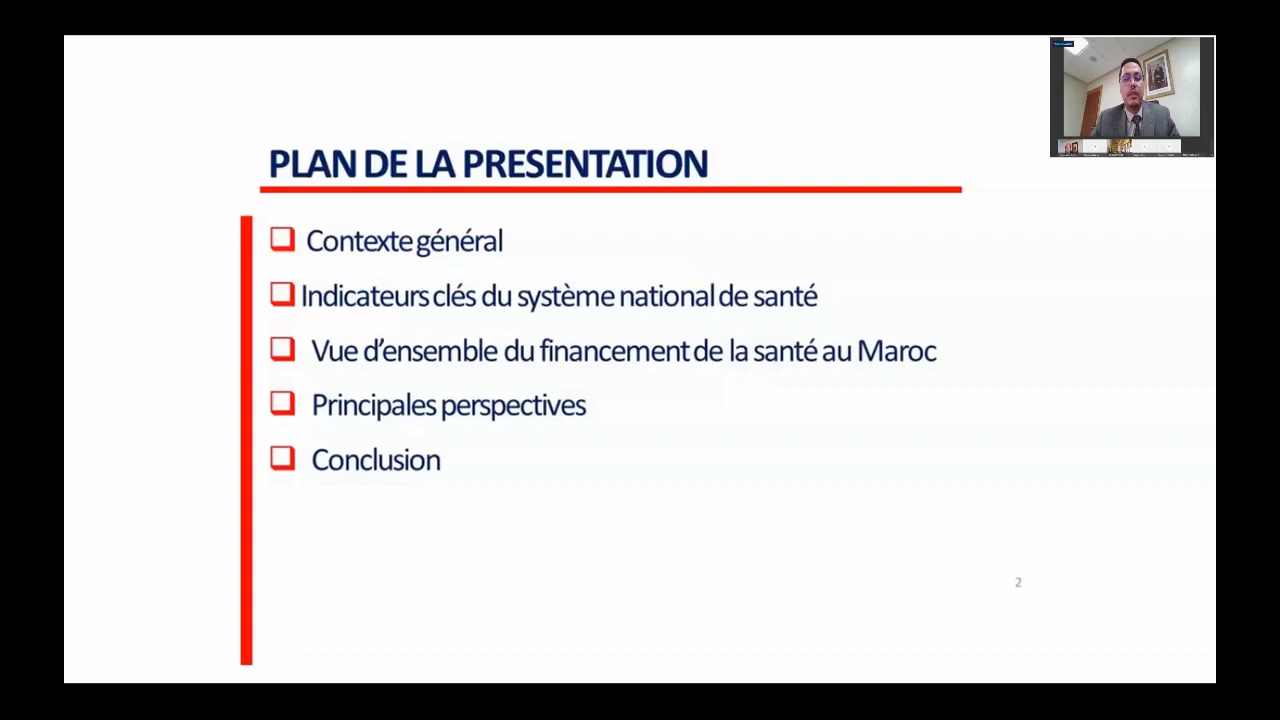 PLAN DE LA PRESENTATION
Contexte général
Indicateurs clés du système national de santé
Vue d’ensemble du financement de la santé au Maroc
Principales perspectives
Conclusion
2